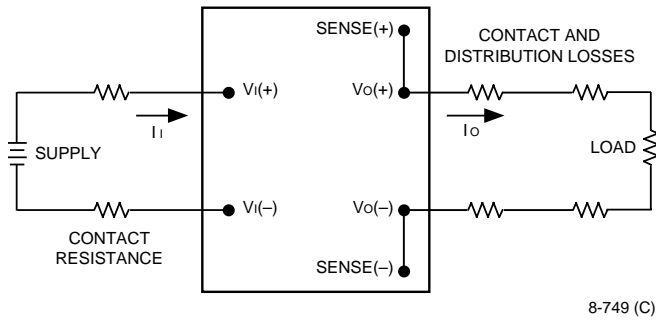 SENSE(+)
CONTACT AND
DISTRIBUTION LOSSES
VI(+)
VO(+)
II
IO
SUPPLY
LOAD
VI(–)
VO(–)
CONTACT
RESISTANCE
SENSE(–)
8-749 (C)